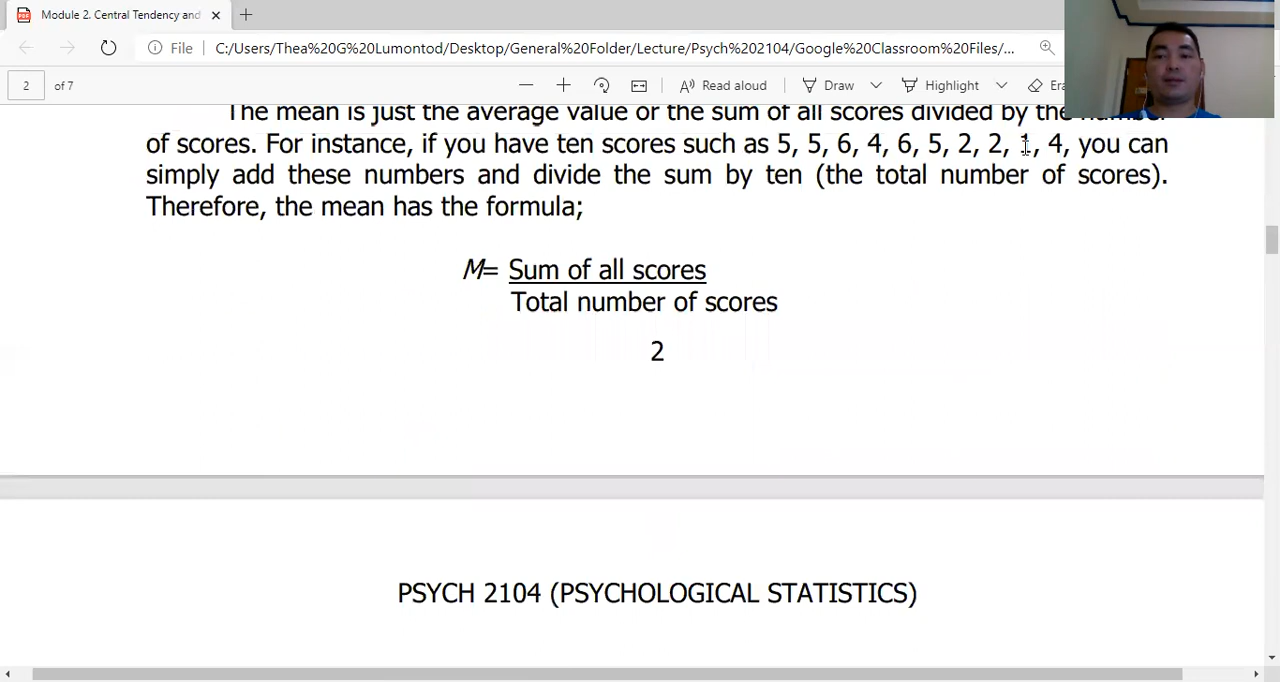 Module 2. Central Tendency and
File
C:/Users/Thea%20G%20Lumontod/Desktop/General%20Folder/Lecture/Psych%202104/Google%20Classroom%20Files/...
2 of 7
A Read aloud
Draw
Highlight
Era
The mean is just the average value or the sum of all scores divided by the number
of scores. For instance, if you have ten scores such as 5, 5, 6, 4, 6, 5, 2, 2, 1, 4, you can
simply add these numbers and divide the sum by ten (the total number of scores).
Therefore, the mean has the formula;
M= Sum of all scores
Total number of scores
2
PSYCH 2104 (PSYCHOLOGICAL STATISTICS)